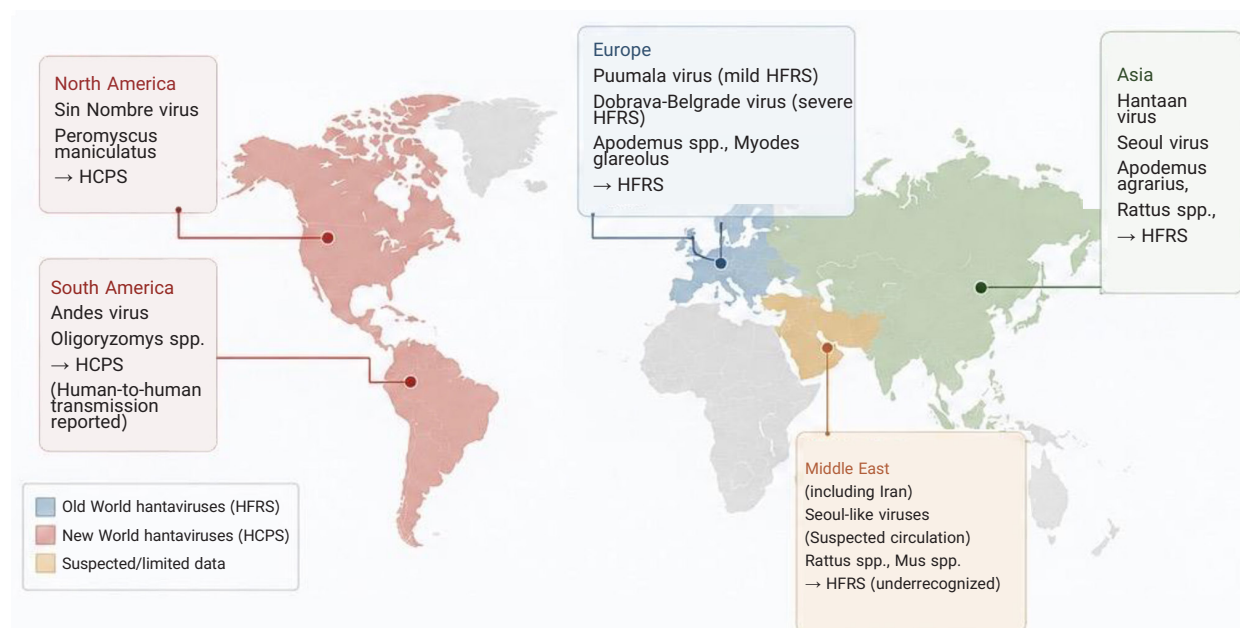 North America
Sin Nombre virus
Peromyscus
maniculatus
→ HCPS
South America
Andes virus
Oligoryzomys spp.
→ HCPS
(Human-to-human
transmission
reported)
Europe
Puumala virus (mild HFRS)
Dobrava-Belgrade virus (severe
HFRS)
Apodemus spp., Myodes
glareolus
→ HFRS
Asia
Hantaan
virus
Seoul virus
Apodemus
agrarius,
Rattus spp.,
→ HFRS
Middle East
(including Iran)
Seoul-like viruses
(Suspected circulation)
Rattus spp., Mus spp.
→ HFRS (underrecognized)
Old World hantaviruses (HFRS)
New World hantaviruses (HCPS)
Suspected/limited data